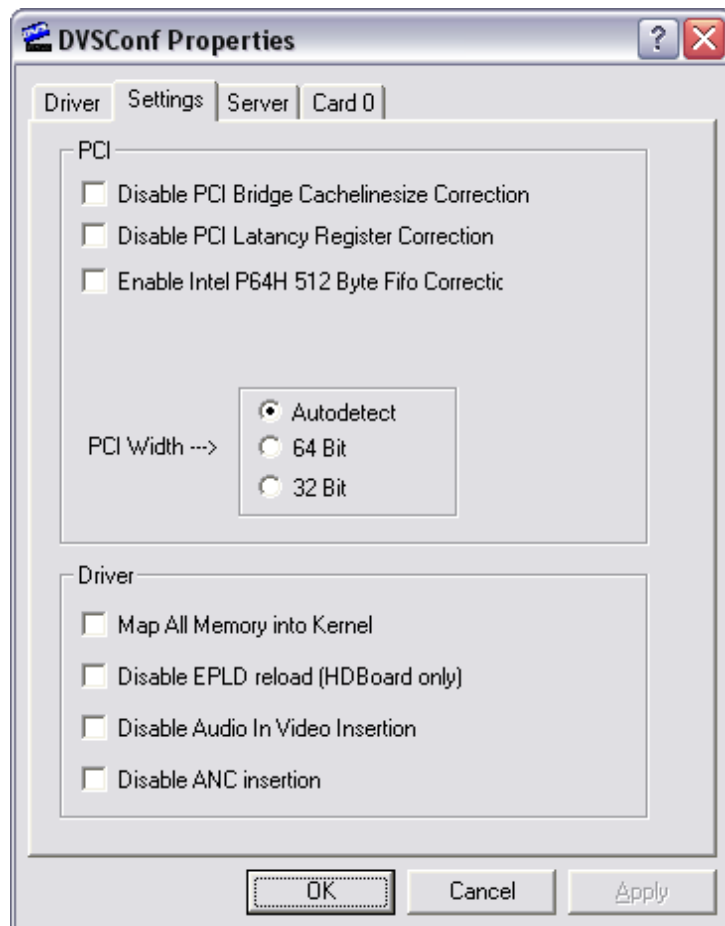 DVSConf Properties
Driver Settings Server Card 0
PCI
Disable PCI Bridge Cachelinesize Correction
Disable PCI Latancy Register Correction
Enable Intel P64H 512 Byte Fifo Correctic
PCI Width --->
Autodetect
64 Bit
32 Bit
Driver
Map All Memory into Kernel
Disable EPLD reload (HDBoard only)
Disable Audio In Video Insertion
Disable ANC insertion
OK Cancel Apply